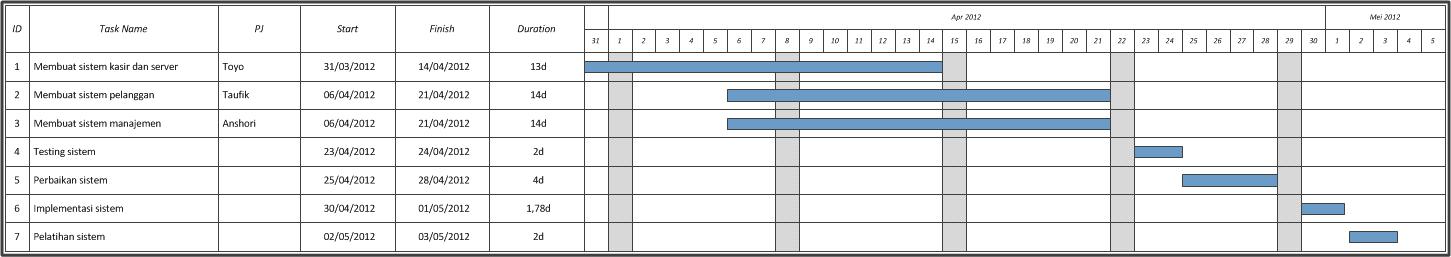 ID Task Name PJ Start Finish Duration Apr 2012 Mei 2012
31 1 2 3 4 5 6 7 8 9 10 11 12 13 14 15 16 17 18 19 20 21 22 23 24 25 26 27 28 29 30 1 2 3 4 5
1 Membuat sistem kasir dan server Toyo 31/03/2012 14/04/2012 13d
2 Membuat sistem pelanggan Taufik 06/04/2012 21/04/2012 14d
3 Membuat sistem manajemen Anshori 06/04/2012 21/04/2012 14d
4 Testing sistem 23/04/2012 24/04/2012 2d
5 Perbaikan sistem 25/04/2012 28/04/2012 4d
6 Implementasi sistem 30/04/2012 01/05/2012 1,78d
7 Pelatihan sistem 02/05/2012 03/05/2012 2d